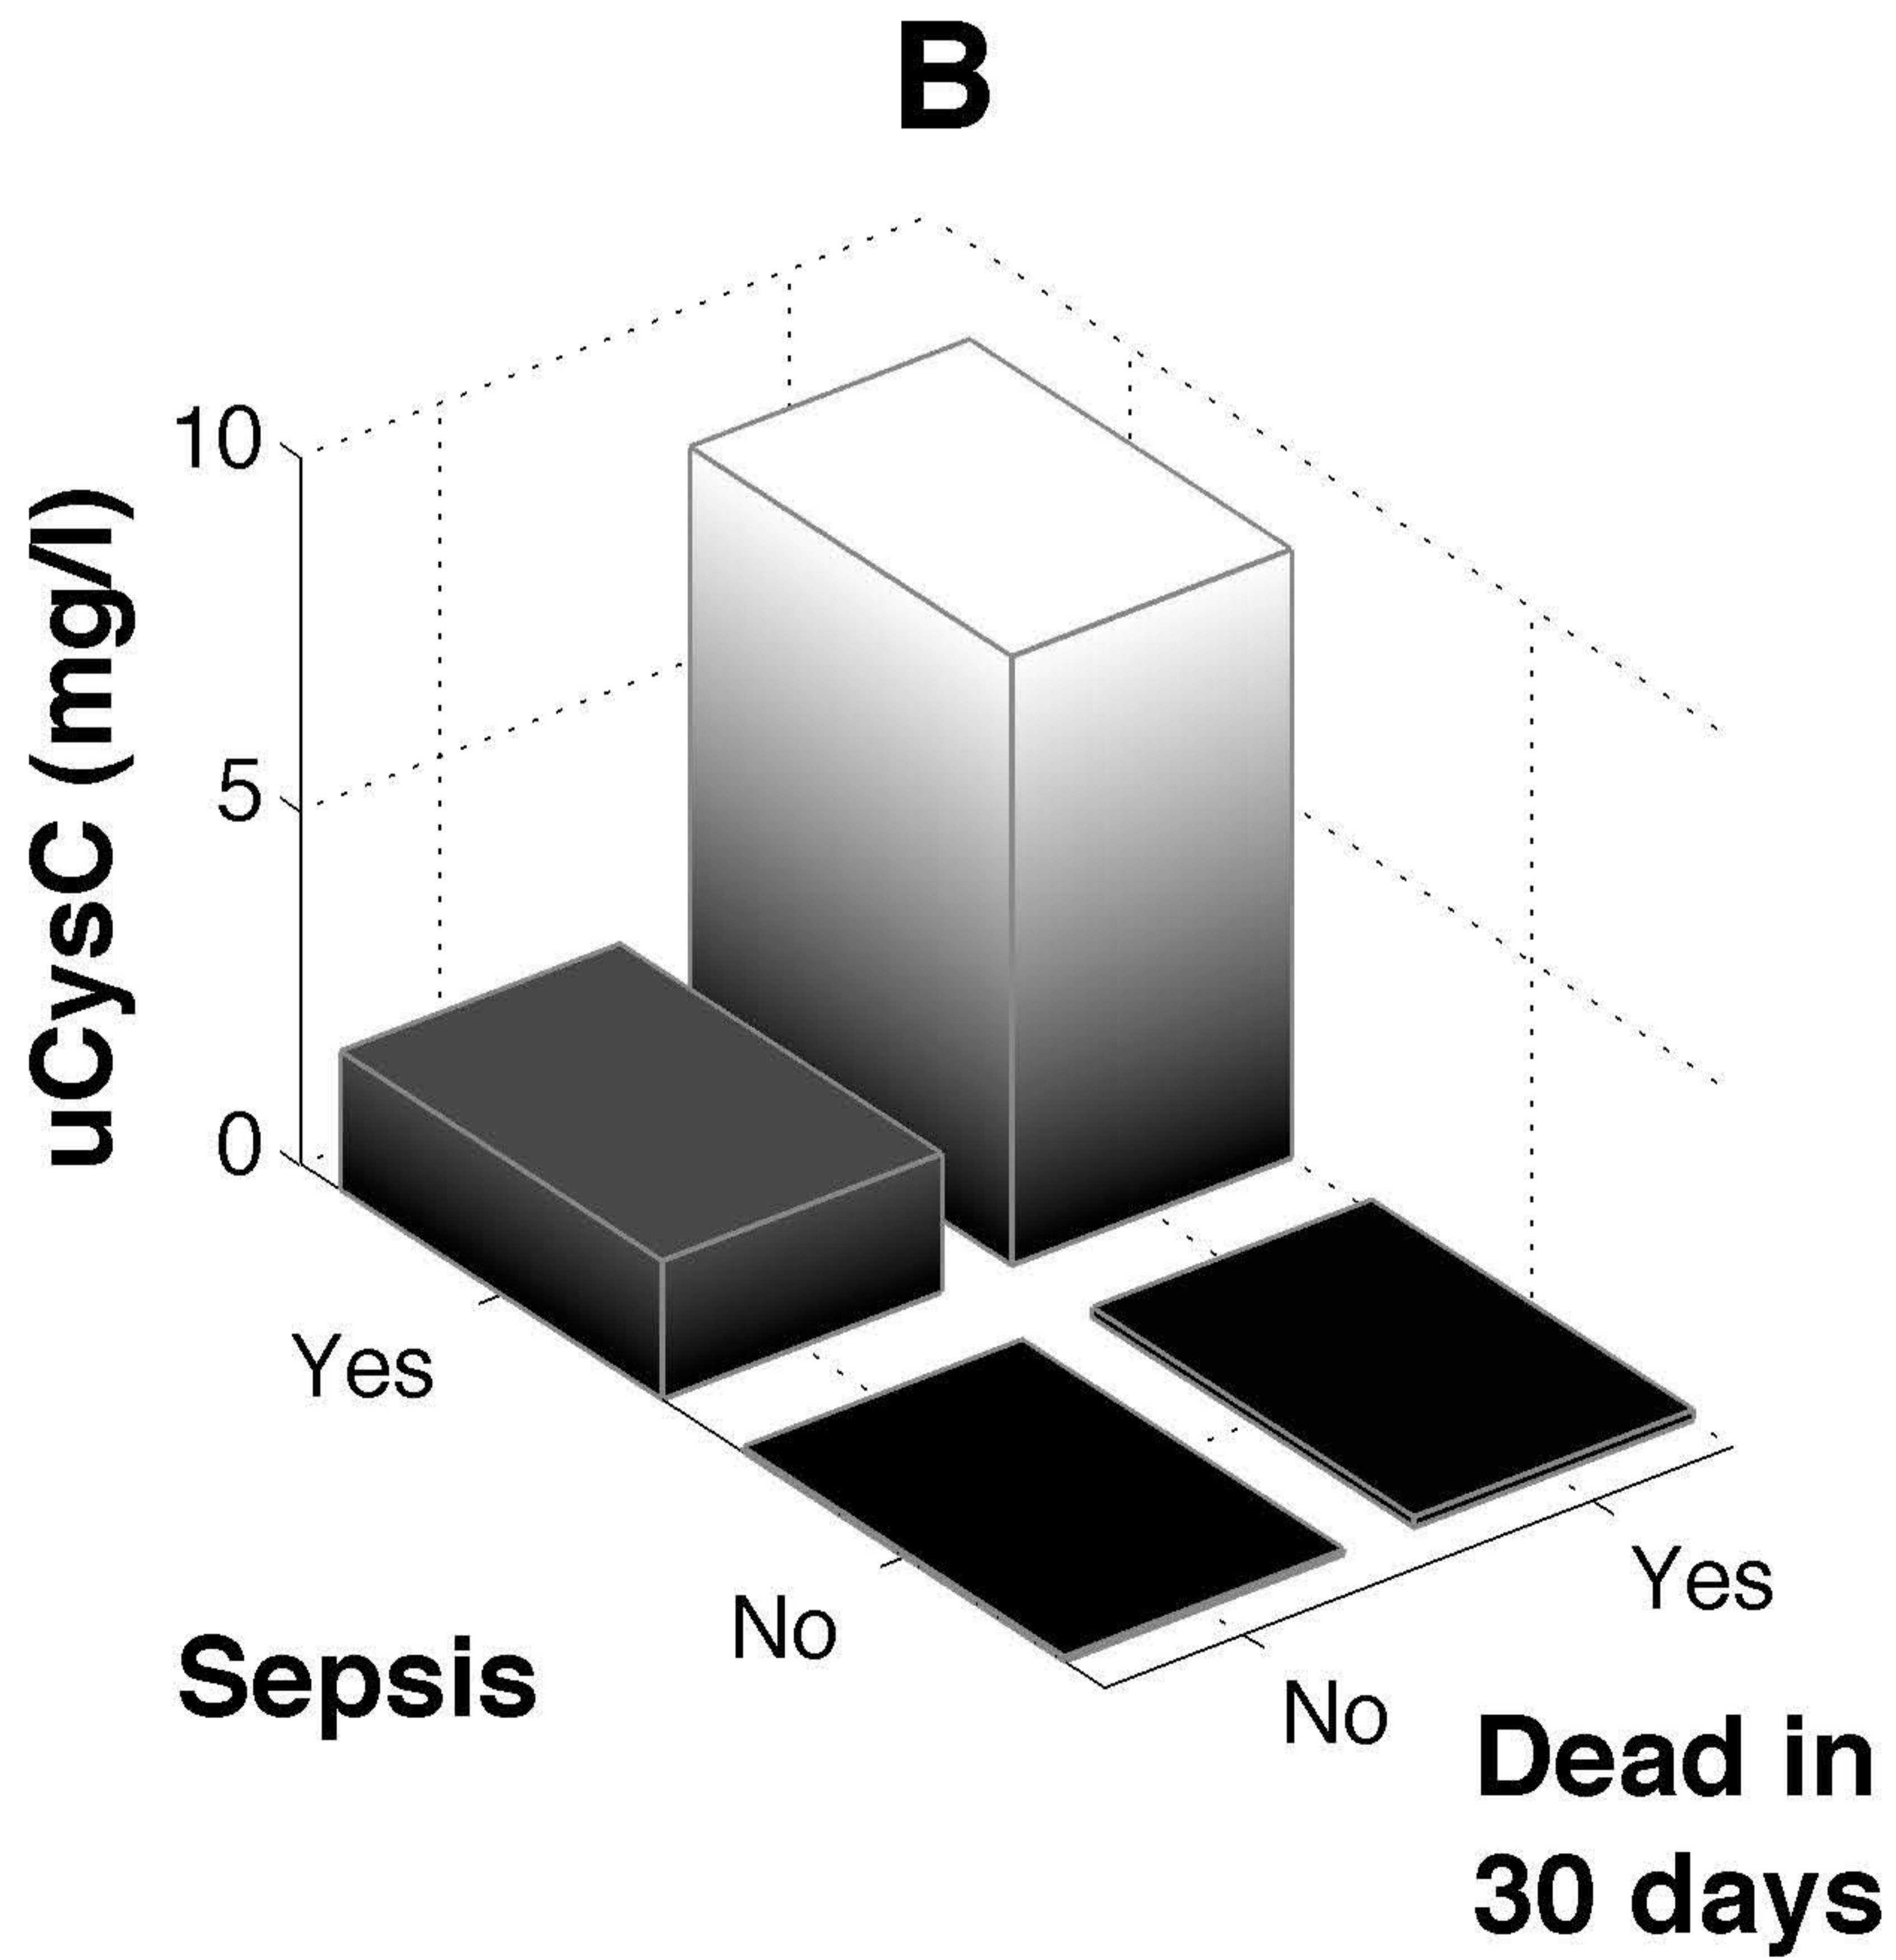 B
10
5
0
uCysC (mg/l)
Yes
No
Sepsis
Yes
No
Dead in
30 days